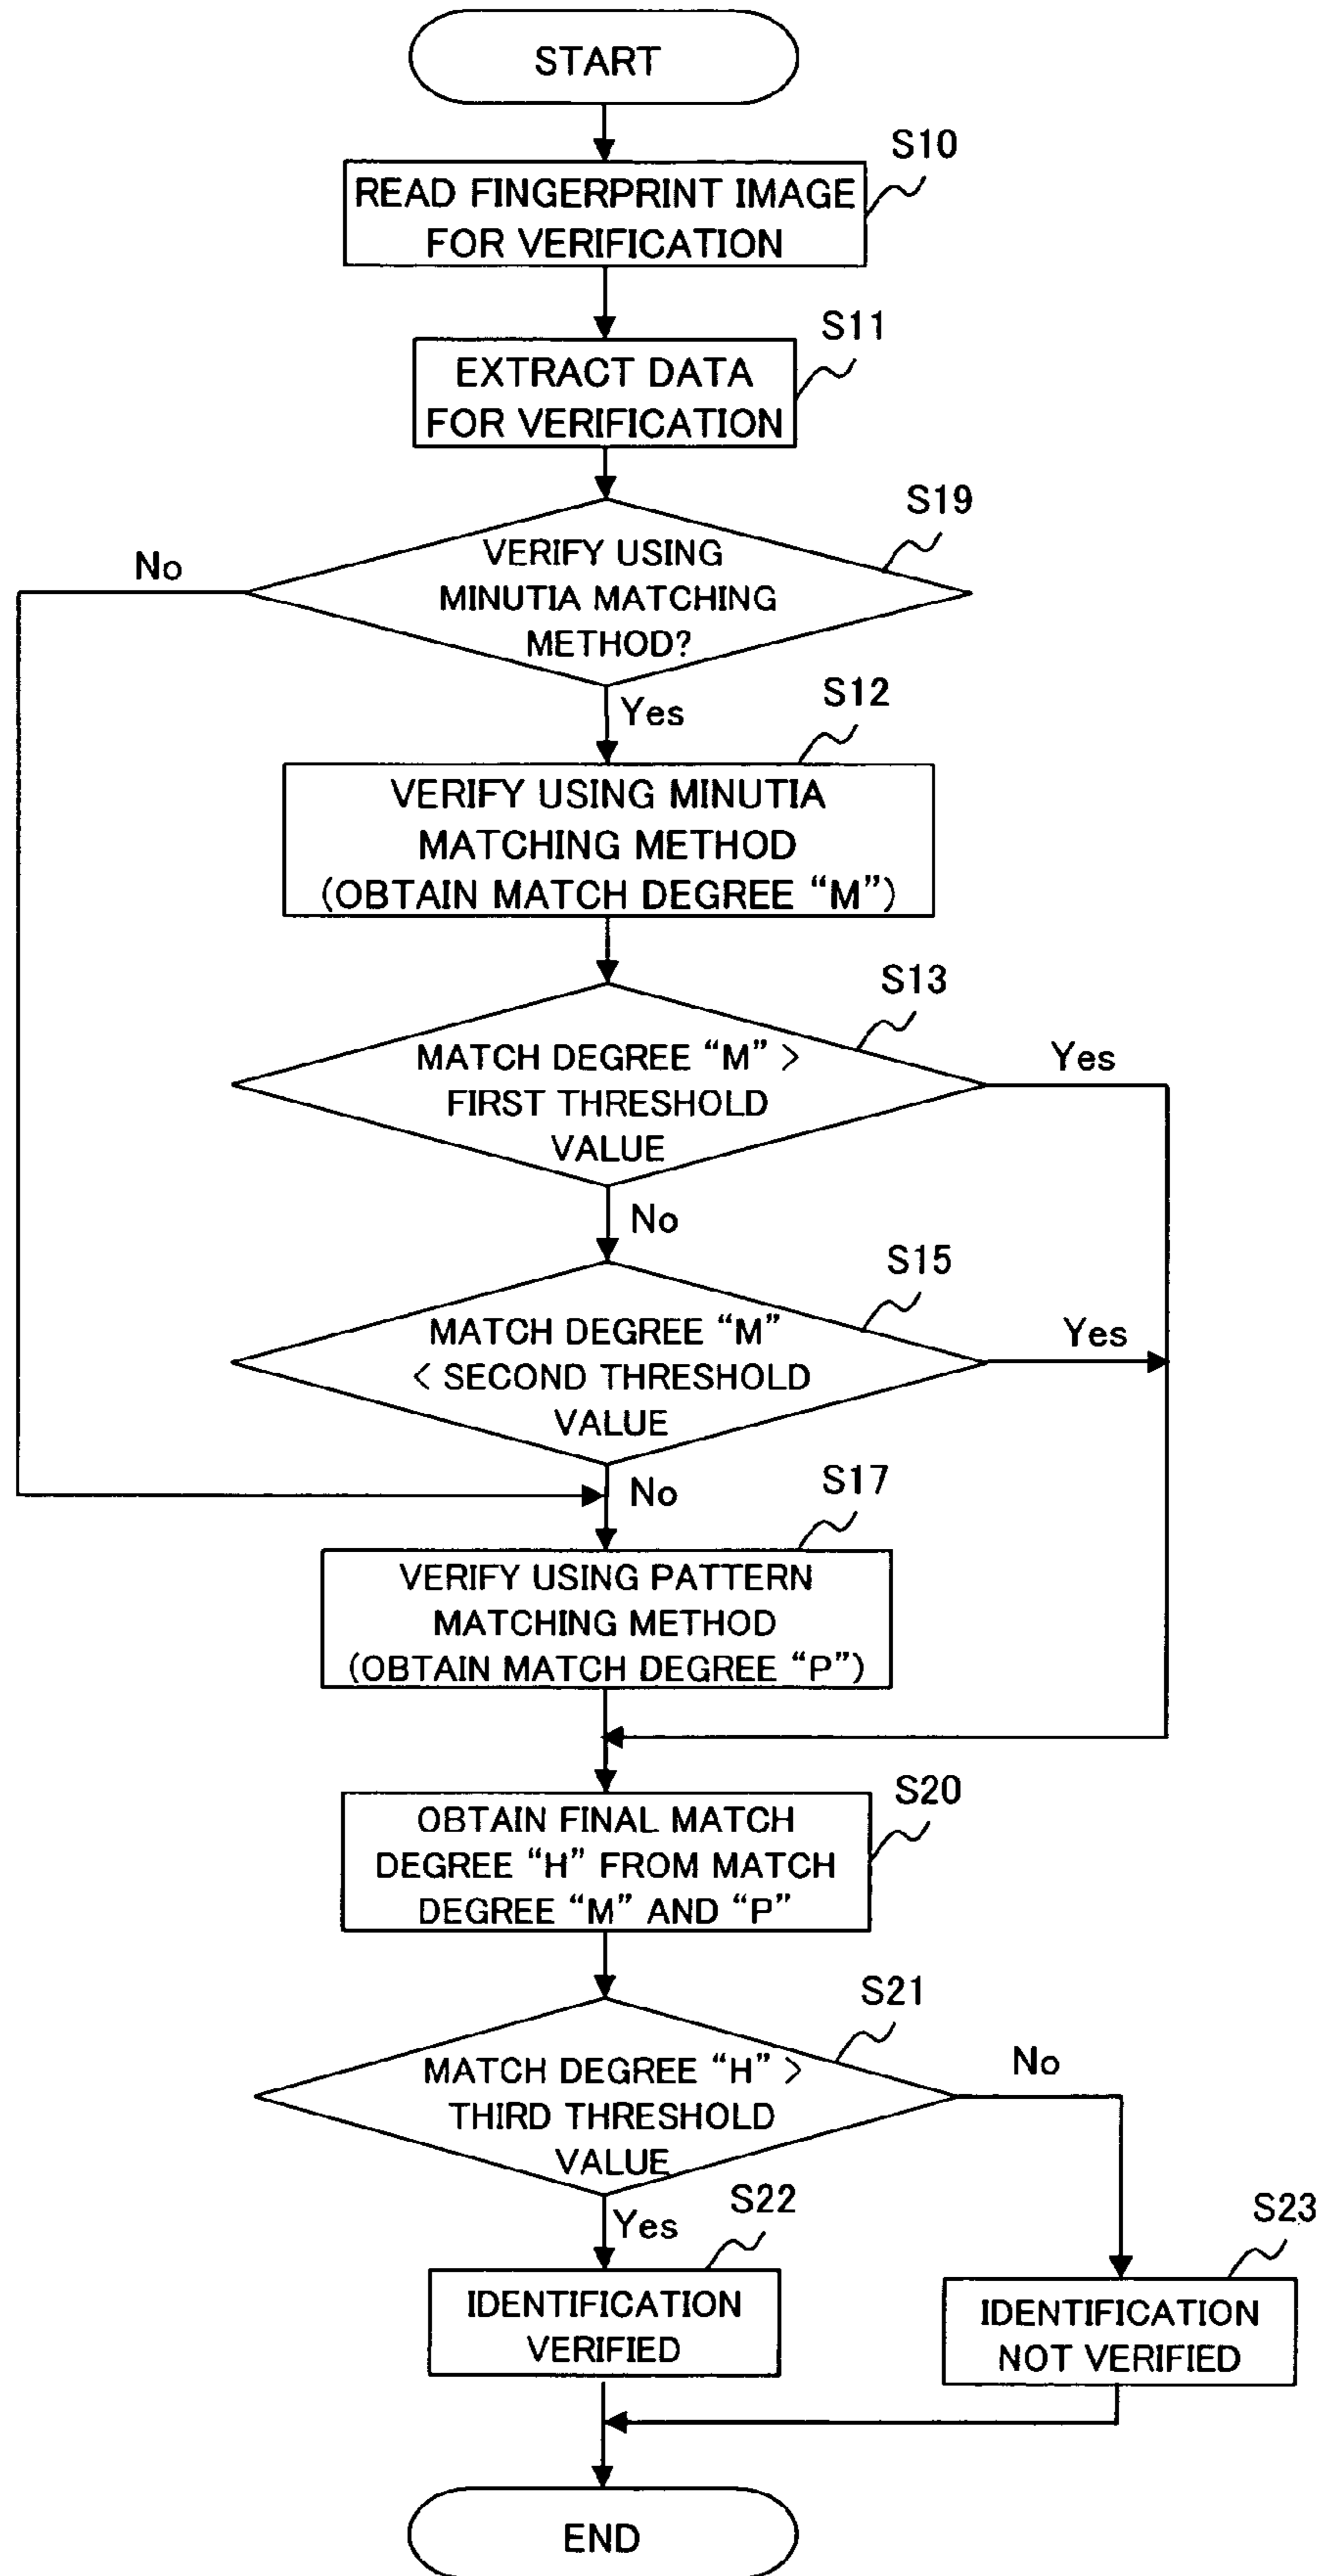 START
S10
READ FINGERPRINT IMAGE
FOR VERIFICATION
S11
EXTRACT DATA
FOR VERIFICATION
S19
No
VERIFY USING
MINUTIA MATCHING
METHOD?
Yes
S12
VERIFY USING MINUTIA
MATCHING METHOD
(OBTAIN MATCH DEGREE “M”)
S13
MATCH DEGREE “M” >
FIRST THRESHOLD
VALUE
Yes
No
S15
MATCH DEGREE “M”
< SECOND THRESHOLD
VALUE
Yes
No
S17
VERIFY USING PATTERN
MATCHING METHOD
(OBTAIN MATCH DEGREE “P”)
S20
OBTAIN FINAL MATCH
DEGREE “H” FROM MATCH
DEGREE “M” AND “P”
S21
MATCH DEGREE “H” >
THIRD THRESHOLD
VALUE
No
Yes
S22
S23
IDENTIFICATION
VERIFIED
IDENTIFICATION
NOT VERIFIED
END